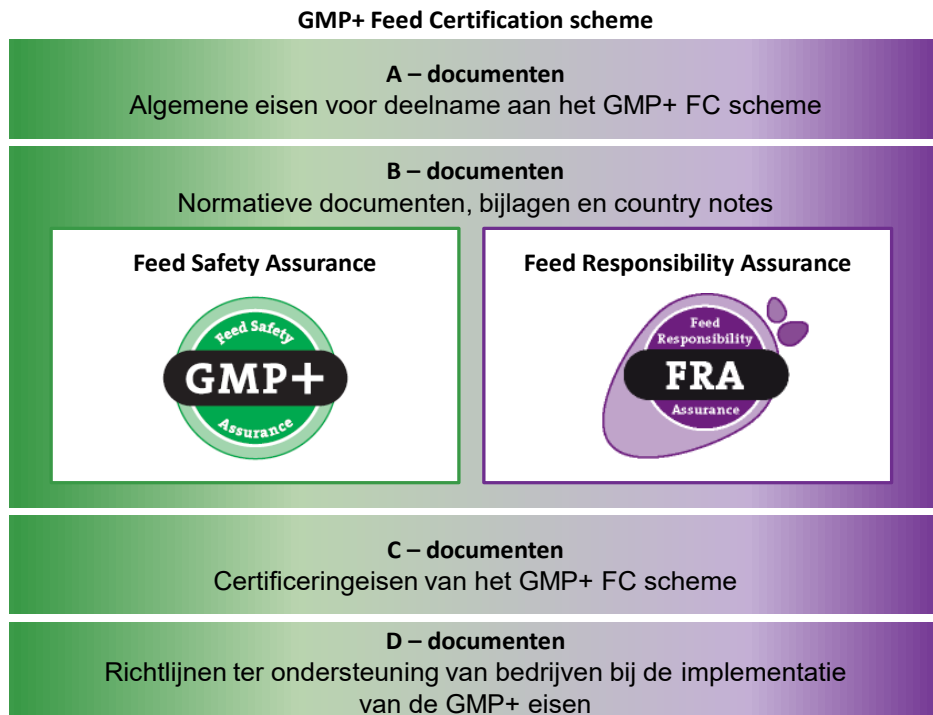 GMP+ Feed Certification scheme
A – documenten
Algemene eisen voor deelname aan het GMP+ FC scheme
B – documenten
Normatieve documenten, bijlagen en country notes
Feed Safety Assurance
Feed Safety
GMP+
Assurance
Feed Responsibility Assurance
Feed
Responsibility
FRA
Assurance
C – documenten
Certificeringeisen van het GMP+ FC scheme
D – documenten
Richtlijnen ter ondersteuning van bedrijven bij de implementatie
van de GMP+ eisen